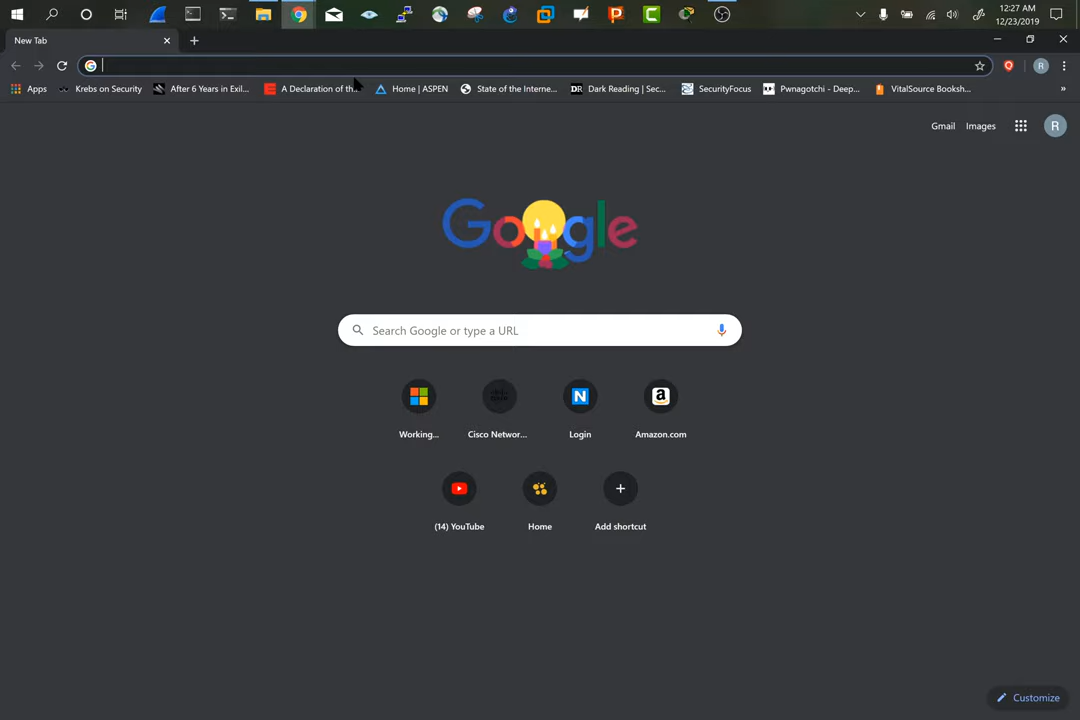 12:27 AM
12/23/2019
New Tab
R
Apps Krebs on Security After 6 Years in Exil... A Declaration of th... Home | ASPEN State of the Interne... DR Dark Reading | Sec... SecurityFocus Pwnagotchi - Deep... VitalSource Booksh... »
Gmail Images R
Google
Search Google or type a URL
Working... Cisco Networ... Login Amazon.com
(14) YouTube Home Add shortcut
Customize